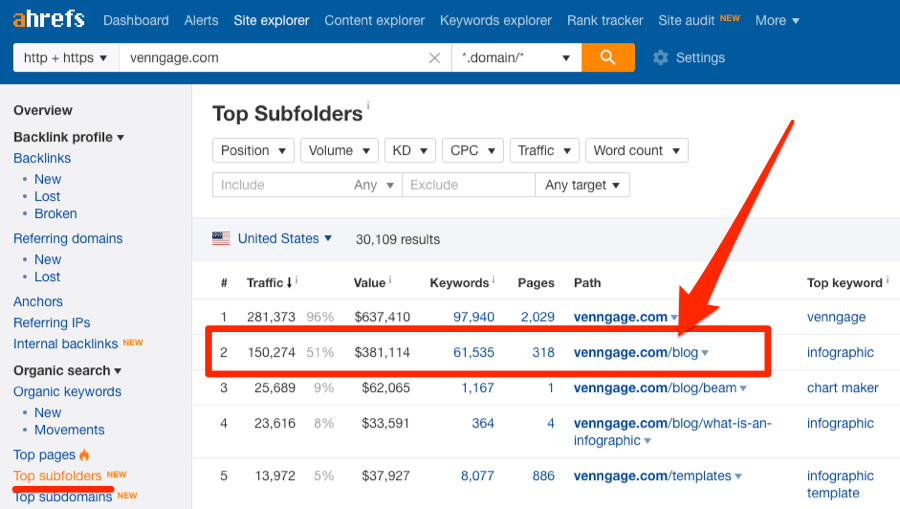 ahrefs Dashboard Alerts Site explorer Content explorer Keywords explorer Rank tracker Site audit NEW More
http + https venngage.com *.domain/* Settings
Overview
Backlink profile
Backlinks
New
Lost
Broken
Referring domains
New
Lost
Anchors
Referring IPs
Internal backlinks NEW
Organic search
Organic keywords
New
Movements
Top pages
Top subfolders NEW
Top subdomains NEW
Top Subfolders i
Position Volume KD CPC Traffic Word count
Include Any Exclude Any target
United States 30,109 results
# Traffic i Value i Keywords i Pages Path Top keyword i
1 281,373 96% $637,410 97,940 2,029 venngage.com venngage
2 150,274 51% $381,114 61,535 318 venngage.com/blog infographic
3 25,689 9% $62,065 1,167 1 venngage.com/blog/beam chart maker
4 23,616 8% $33,591 364 4 venngage.com/blog/what-is-an- infographic
infographic
5 13,972 5% $37,927 8,077 886 venngage.com/templates infographic
template